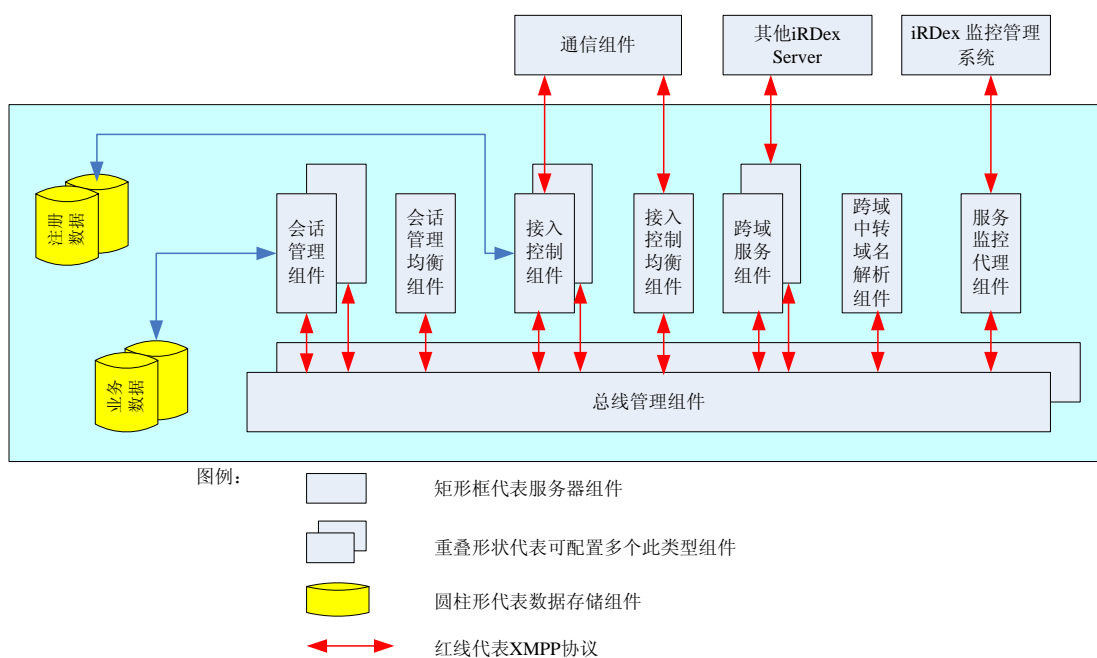 通信组件
其他iRDex
Server
iRDex 监控管理
系统
注册
数据
会话
管理
组件
会话
管理
均衡
组件
接入
控制
组件
接入
控制
均衡
组件
跨域
服务
组件
跨域
中转
域名
解析
组件
服务
监控
代理
组件
业务
数据
总线管理组件
图例：
矩形框代表服务器组件
重叠形状代表可配置多个此类型组件
圆柱形代表数据存储组件
红线代表XMPP协议